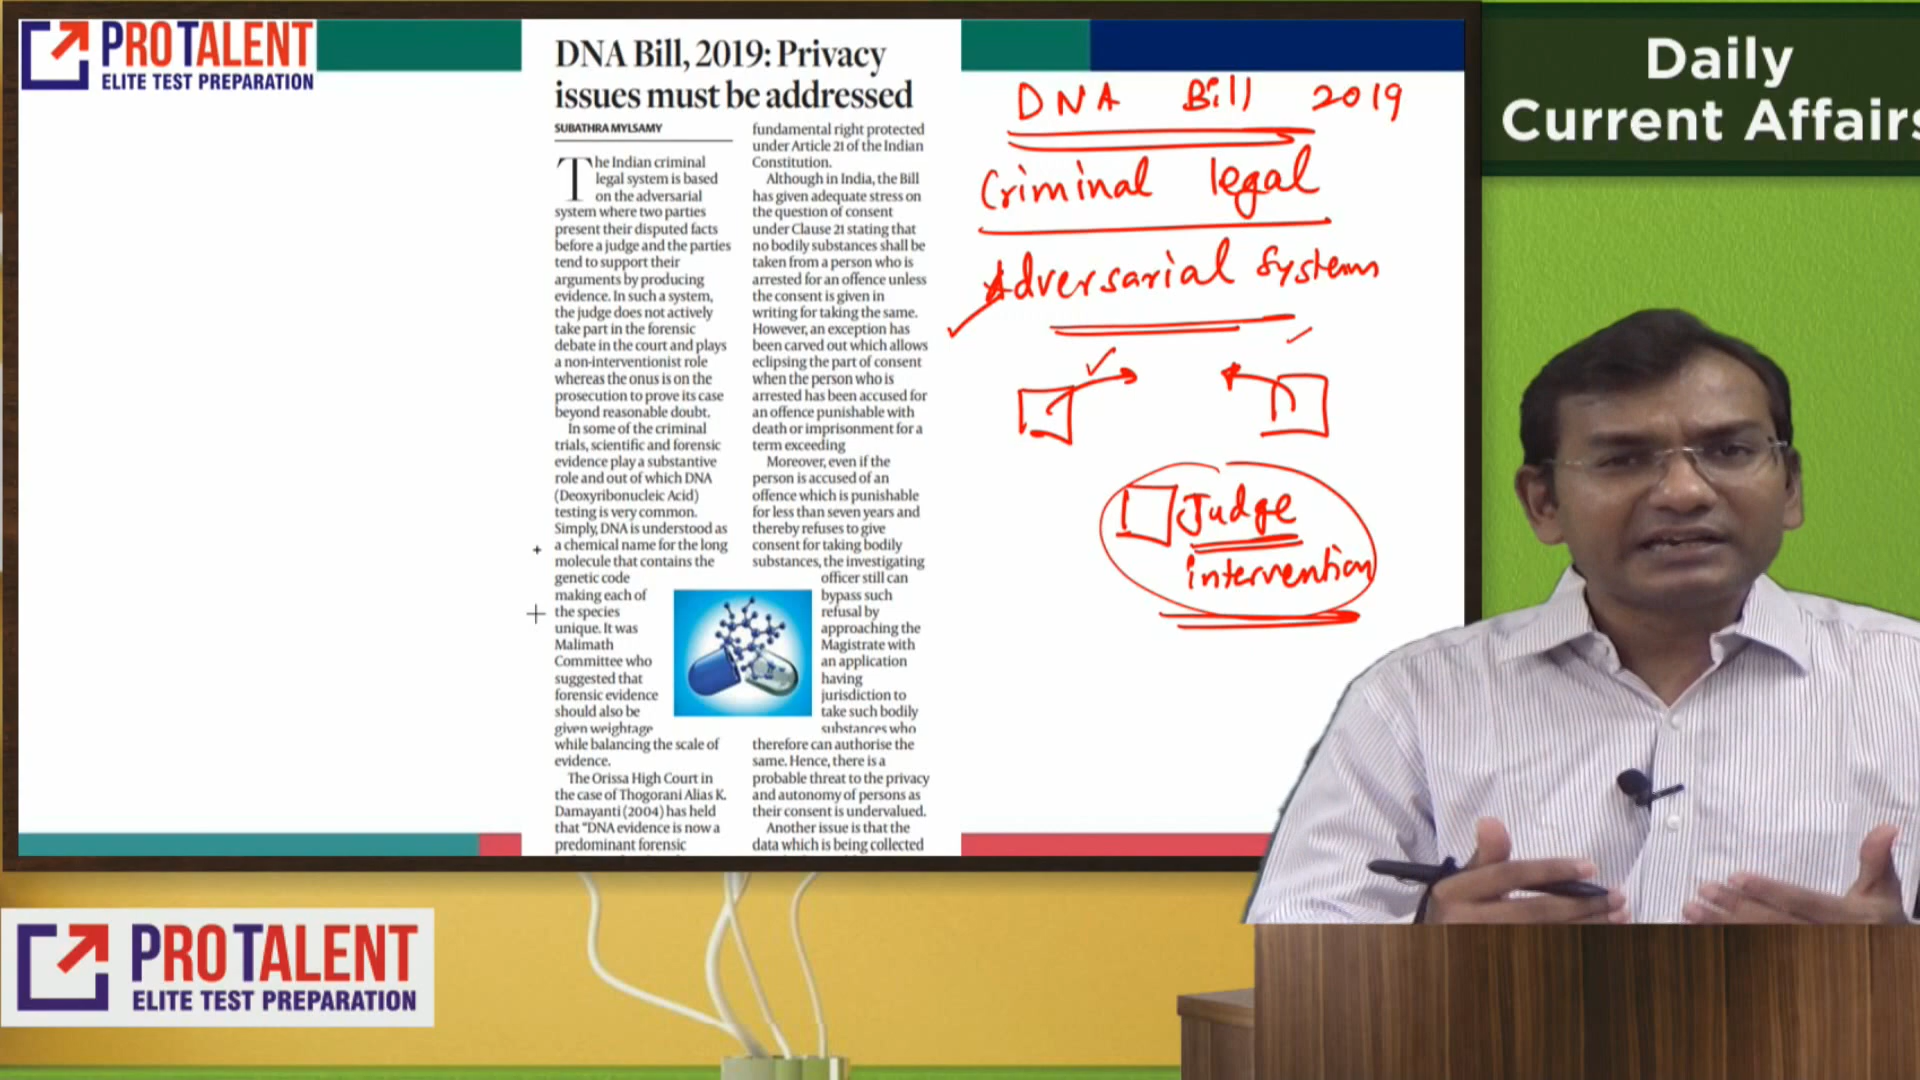 PROTALENT
ELITE TEST PREPARATION
DNA Bill, 2019: Privacy
issues must be addressed
SUBATHRA MYLSAMY
The Indian criminal
legal system is based
on the adversarial
system where two parties
present their disputed facts
before a judge and the parties
tend to support their
arguments by producing
evidence. In such a system,
the judge does not actively
take part in the forensic
debate in the court and plays
a non-interventionist role
whereas the onus is on the
prosecution to prove its case
beyond reasonable doubt.
In some of the criminal
trials, scientific and forensic
evidence play a substantive
role and out of which DNA
(Deoxyribonucleic Acid)
testing is very common.
Simply, DNA is understood as
a chemical name for the long
molecule that contains the
genetic code
making each of
the species
unique. It was
Malimath
Committee who
suggested that
forensic evidence
should also be
given weightage
while balancing the scale of
evidence.
The Orissa High Court in
the case of Thogorani Alias K.
Damayanti (2004) has held
that "DNA evidence is now a
predominant forensic
fundamental right protected
under Article 21 of the Indian
Constitution.
Although in India, the Bill
has given adequate stress on
the question of consent
under Clause 21 stating that
no bodily substances shall be
taken from a person who is
arrested for an offence unless
the consent is given in
writing for taking the same.
However, an exception has
been carved out which allows
eclipsing the part of consent
when the person who is
arrested has been accused for
an offence punishable with
death or imprisonment for a
term exceeding
Moreover, even if the
person is accused of an
offence which is punishable
for less than seven years and
thereby refuses to give
consent for taking bodily
substances, the investigating
officer still can
bypass such
refusal by
approaching the
Magistrate with
an application
having
jurisdiction to
take such bodily
substances who
therefore can authorise the
same. Hence, there is a
probable threat to the privacy
and autonomy of persons as
their consent is undervalued.
Another issue is that the
data which is being collected
DNA Bill 2019
Criminal legal
Adversarial Systems
Judge
intervention
Daily
Current Affairs
PROTALENT
ELITE TEST PREPARATION